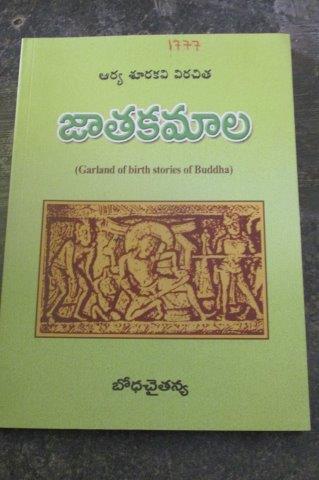 1777
ఆర్య శూరకవి విరచిత
జాతకమాల
(Garland of birth stories of Buddha)
బోధచైతన్య